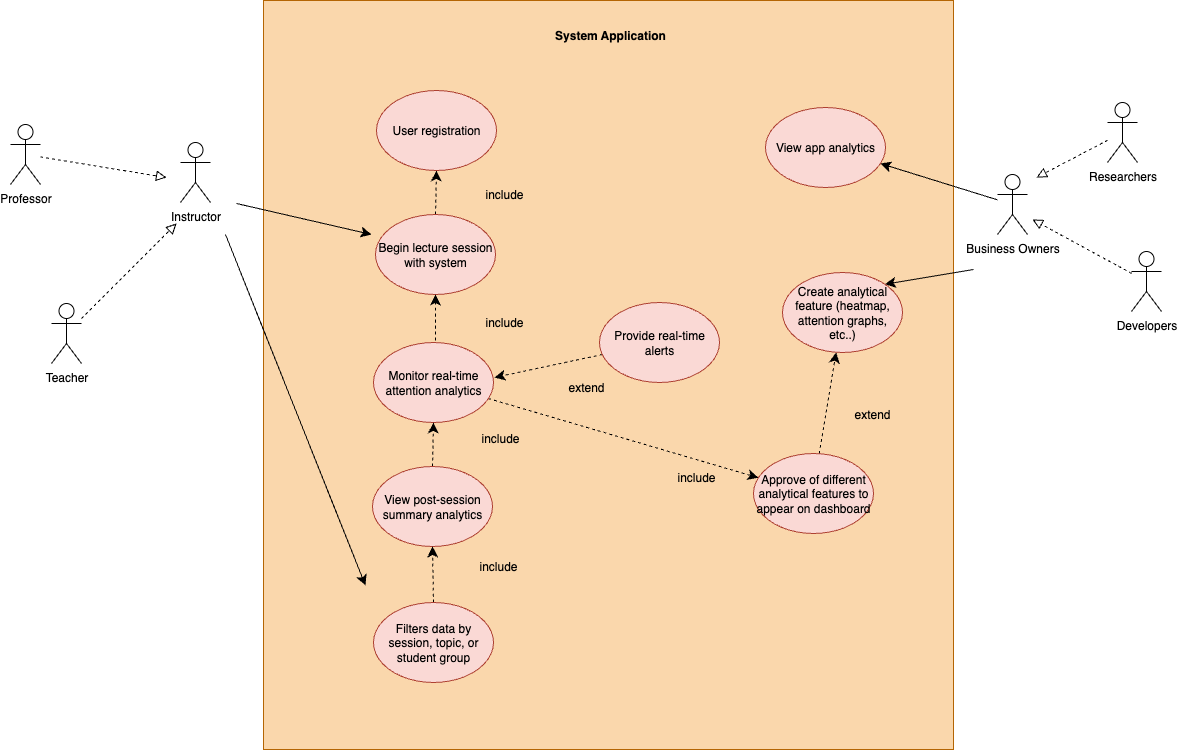 System Application
User registration
View app analytics
Researchers
Professor
Instructor
include
Begin lecture session
with system
Business Owners
Create analytical
feature (heatmap,
attention graphs,
etc..)
Developers
include
Provide real-time
alerts
Teacher
Monitor real-time
attention analytics
extend
extend
include
include
Approve of different
analytical features to
appear on dashboard
View post-session
summary analytics
include
Filters data by
session, topic, or
student group